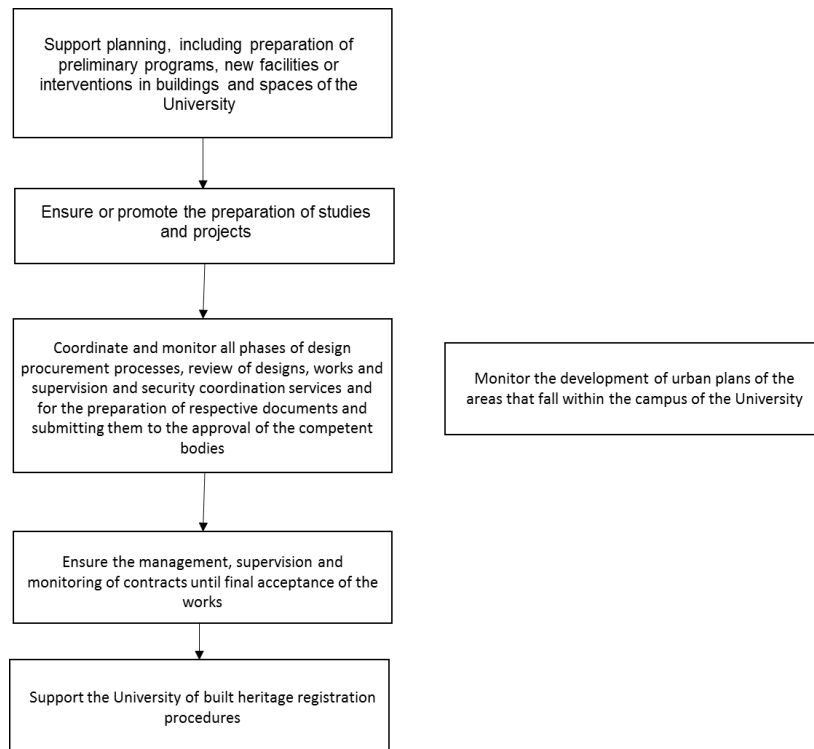 Support planning, including preparation of
preliminary programs, new facilities or
interventions in buildings and spaces of the
University
Ensure or promote the preparation of studies
and projects
Coordinate and monitor all phases of design
procurement processes, review of designs, works and
supervision and security coordination services and
for the preparation of respective documents and
submitting them to the approval of the competent
bodies
Monitor the development of urban plans of the
areas that fall within the campus of the University
Ensure the management, supervision and
monitoring of contracts until final acceptance of the
works
Support the University of built heritage registration
procedures